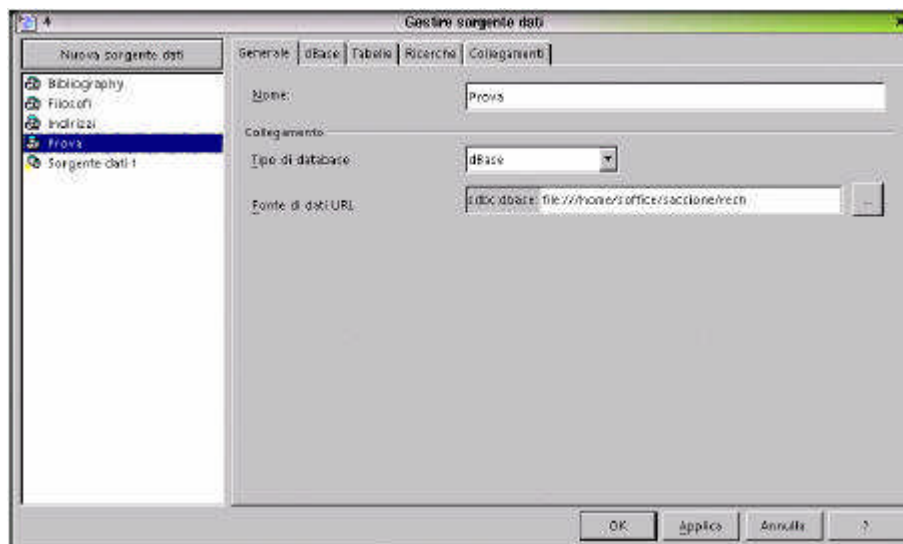 Gestire sorgente dati
Nuova sorgente dati
Bibliography
Filosofi
Indirizzi
Prova
Sorgente dati 1
Generale dBase Tabelle Ricerche Collegamenti
Nome: Prova
Collegamento
Tipo di database dBase
Fonte di dati URL sdbc:dbase: file:///home/soffice/saccione/rech
...
OK Applica Annulla ?